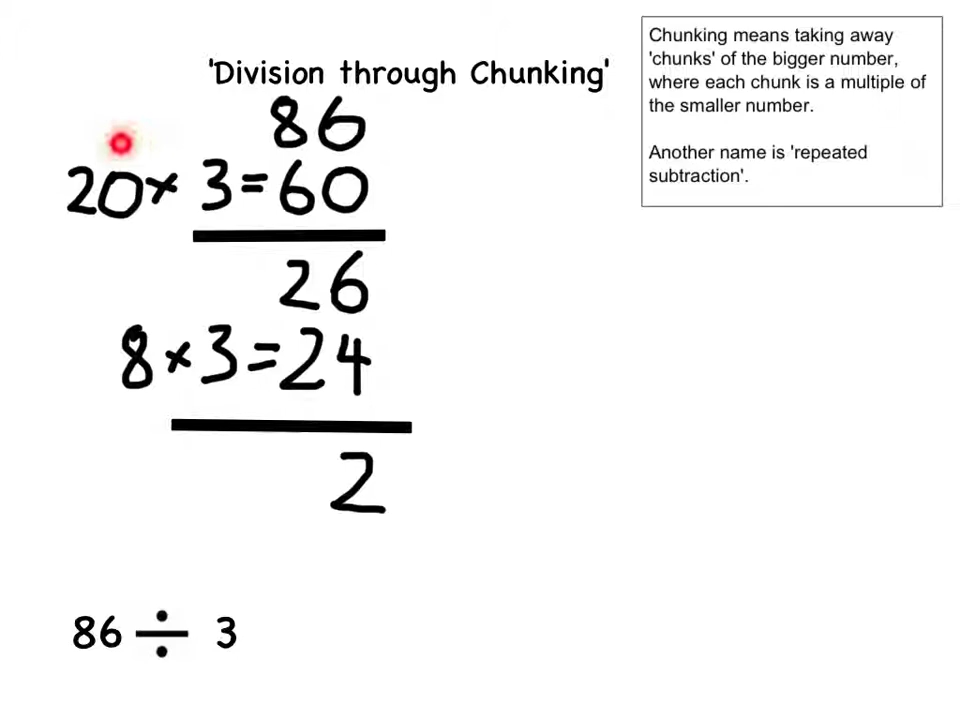 'Division through Chunking'
Chunking means taking away
'chunks' of the bigger number,
where each chunk is a multiple of
the smaller number.
Another name is 'repeated
subtraction'.
86
20 × 3 = 60
26
8 × 3 = 24
2
86 ÷ 3